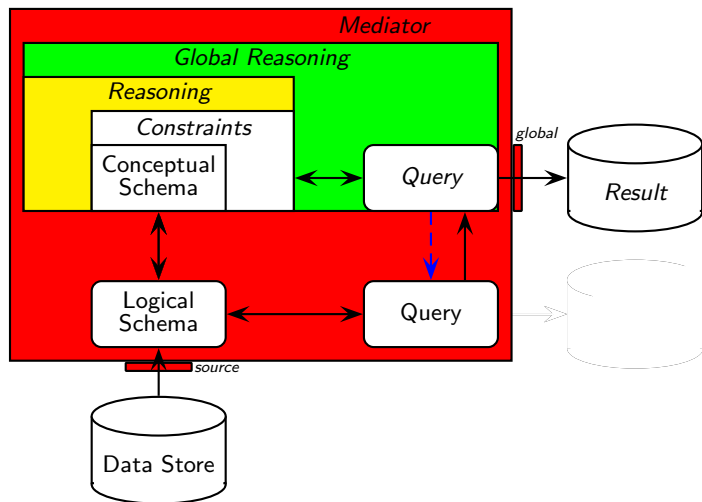 Mediator
Global Reasoning
Reasoning
Constraints
Conceptual
Schema
Query
global
Result
Logical
Schema
Query
source
Data Store